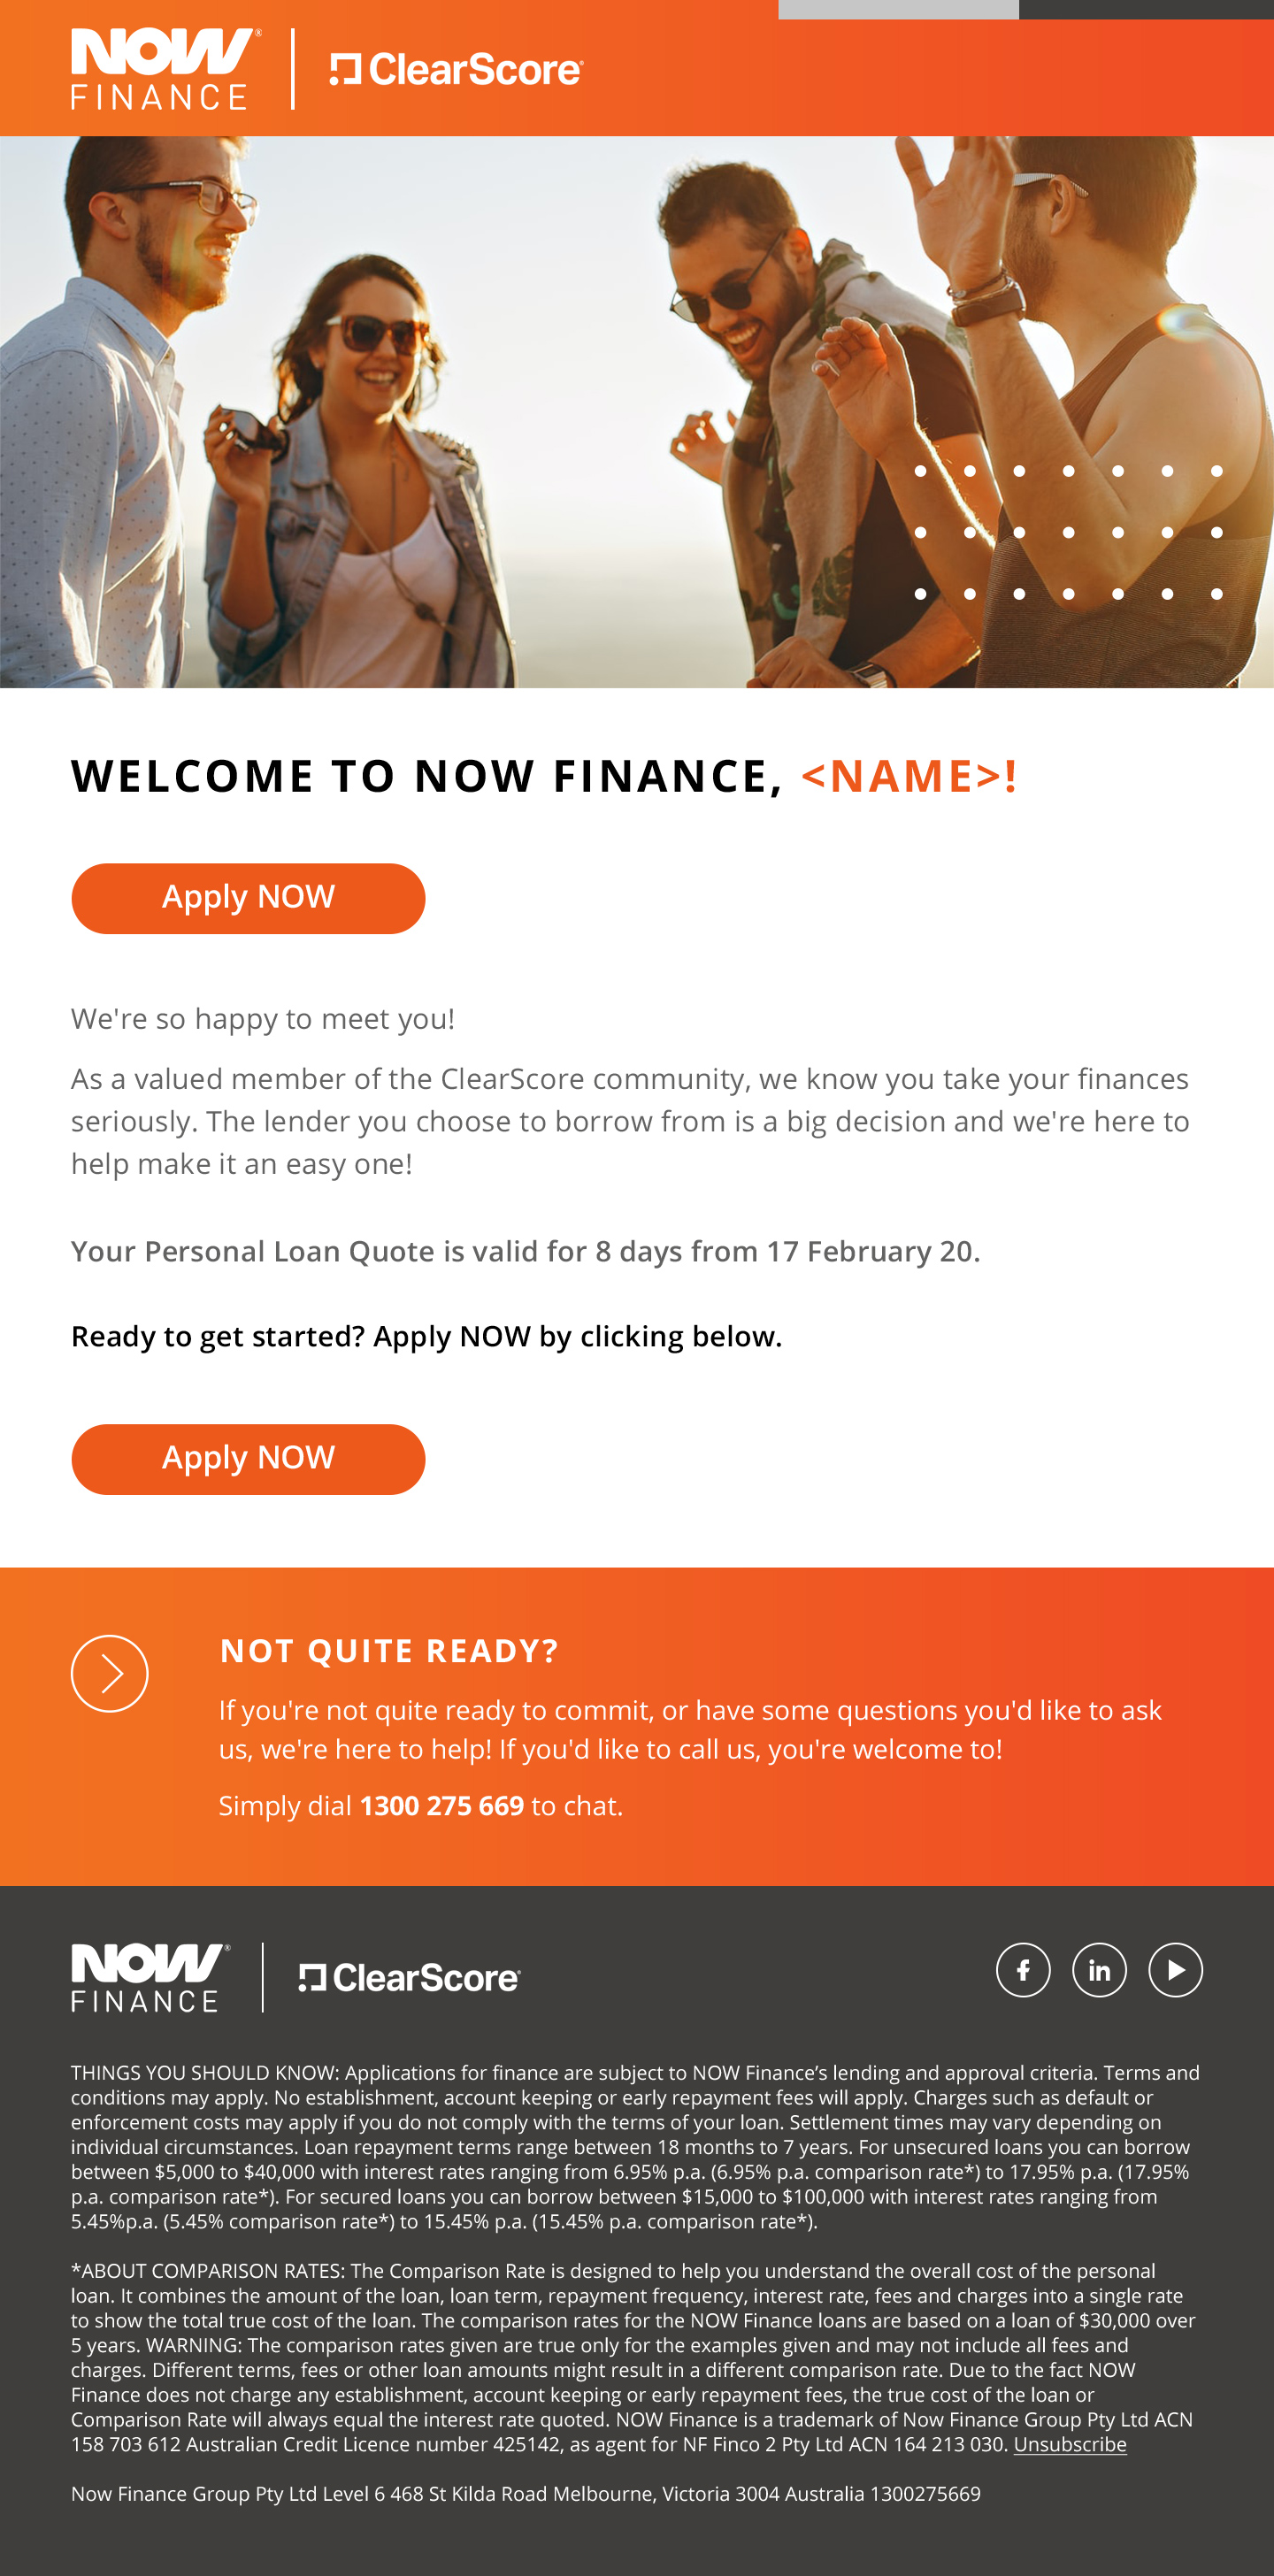 NOW®
FINANCE
ClearScore
WELCOME TO NOW FINANCE, <NAME>!
Apply NOW
We're so happy to meet you!
As a valued member of the ClearScore community, we know you take your finances
seriously. The lender you choose to borrow from is a big decision and we're here to
help make it an easy one!
Your Personal Loan Quote is valid for 8 days from 17 February 20.
Ready to get started? Apply NOW by clicking below.
Apply NOW
NOT QUITE READY?
If you're not quite ready to commit, or have some questions you'd like to ask
us, we're here to help! If you'd like to call us, you're welcome to!
Simply dial 1300 275 669 to chat.
NOW®
FINANCE
ClearScore
f in
THINGS YOU SHOULD KNOW: Applications for finance are subject to NOW Finance’s lending and approval criteria. Terms and
conditions may apply. No establishment, account keeping or early repayment fees will apply. Charges such as default or
enforcement costs may apply if you do not comply with the terms of your loan. Settlement times may vary depending on
individual circumstances. Loan repayment terms range between 18 months to 7 years. For unsecured loans you can borrow
between $5,000 to $40,000 with interest rates ranging from 6.95% p.a. (6.95% p.a. comparison rate*) to 17.95% p.a. (17.95%
p.a. comparison rate*). For secured loans you can borrow between $15,000 to $100,000 with interest rates ranging from
5.45%p.a. (5.45% comparison rate*) to 15.45% p.a. (15.45% p.a. comparison rate*).
*ABOUT COMPARISON RATES: The Comparison Rate is designed to help you understand the overall cost of the personal
loan. It combines the amount of the loan, loan term, repayment frequency, interest rate, fees and charges into a single rate
to show the total true cost of the loan. The comparison rates for the NOW Finance loans are based on a loan of $30,000 over
5 years. WARNING: The comparison rates given are true only for the examples given and may not include all fees and
charges. Different terms, fees or other loan amounts might result in a different comparison rate. Due to the fact NOW
Finance does not charge any establishment, account keeping or early repayment fees, the true cost of the loan or
Comparison Rate will always equal the interest rate quoted. NOW Finance is a trademark of Now Finance Group Pty Ltd ACN
158 703 612 Australian Credit Licence number 425142, as agent for NF Finco 2 Pty Ltd ACN 164 213 030. Unsubscribe
Now Finance Group Pty Ltd Level 6 468 St Kilda Road Melbourne, Victoria 3004 Australia 1300275669